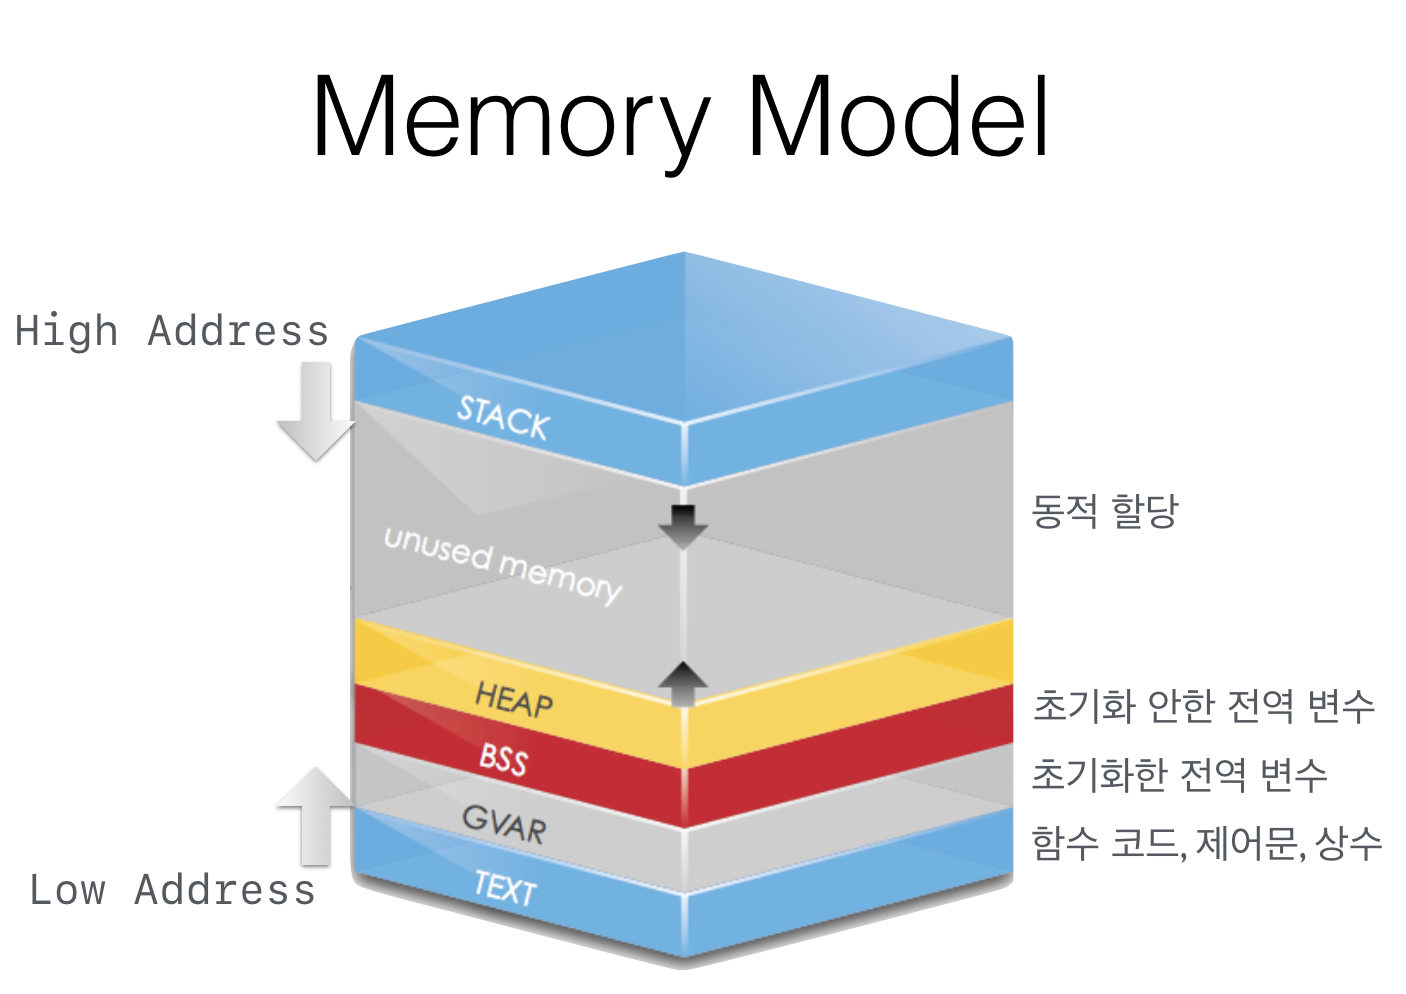 Memory Model
High Address
STACK
unused memory
동적 할당
HEAP
초기화 안한 전역 변수
BSS
초기화한 전역 변수
GVAR
함수 코드, 제어문, 상수
TEXT
Low Address